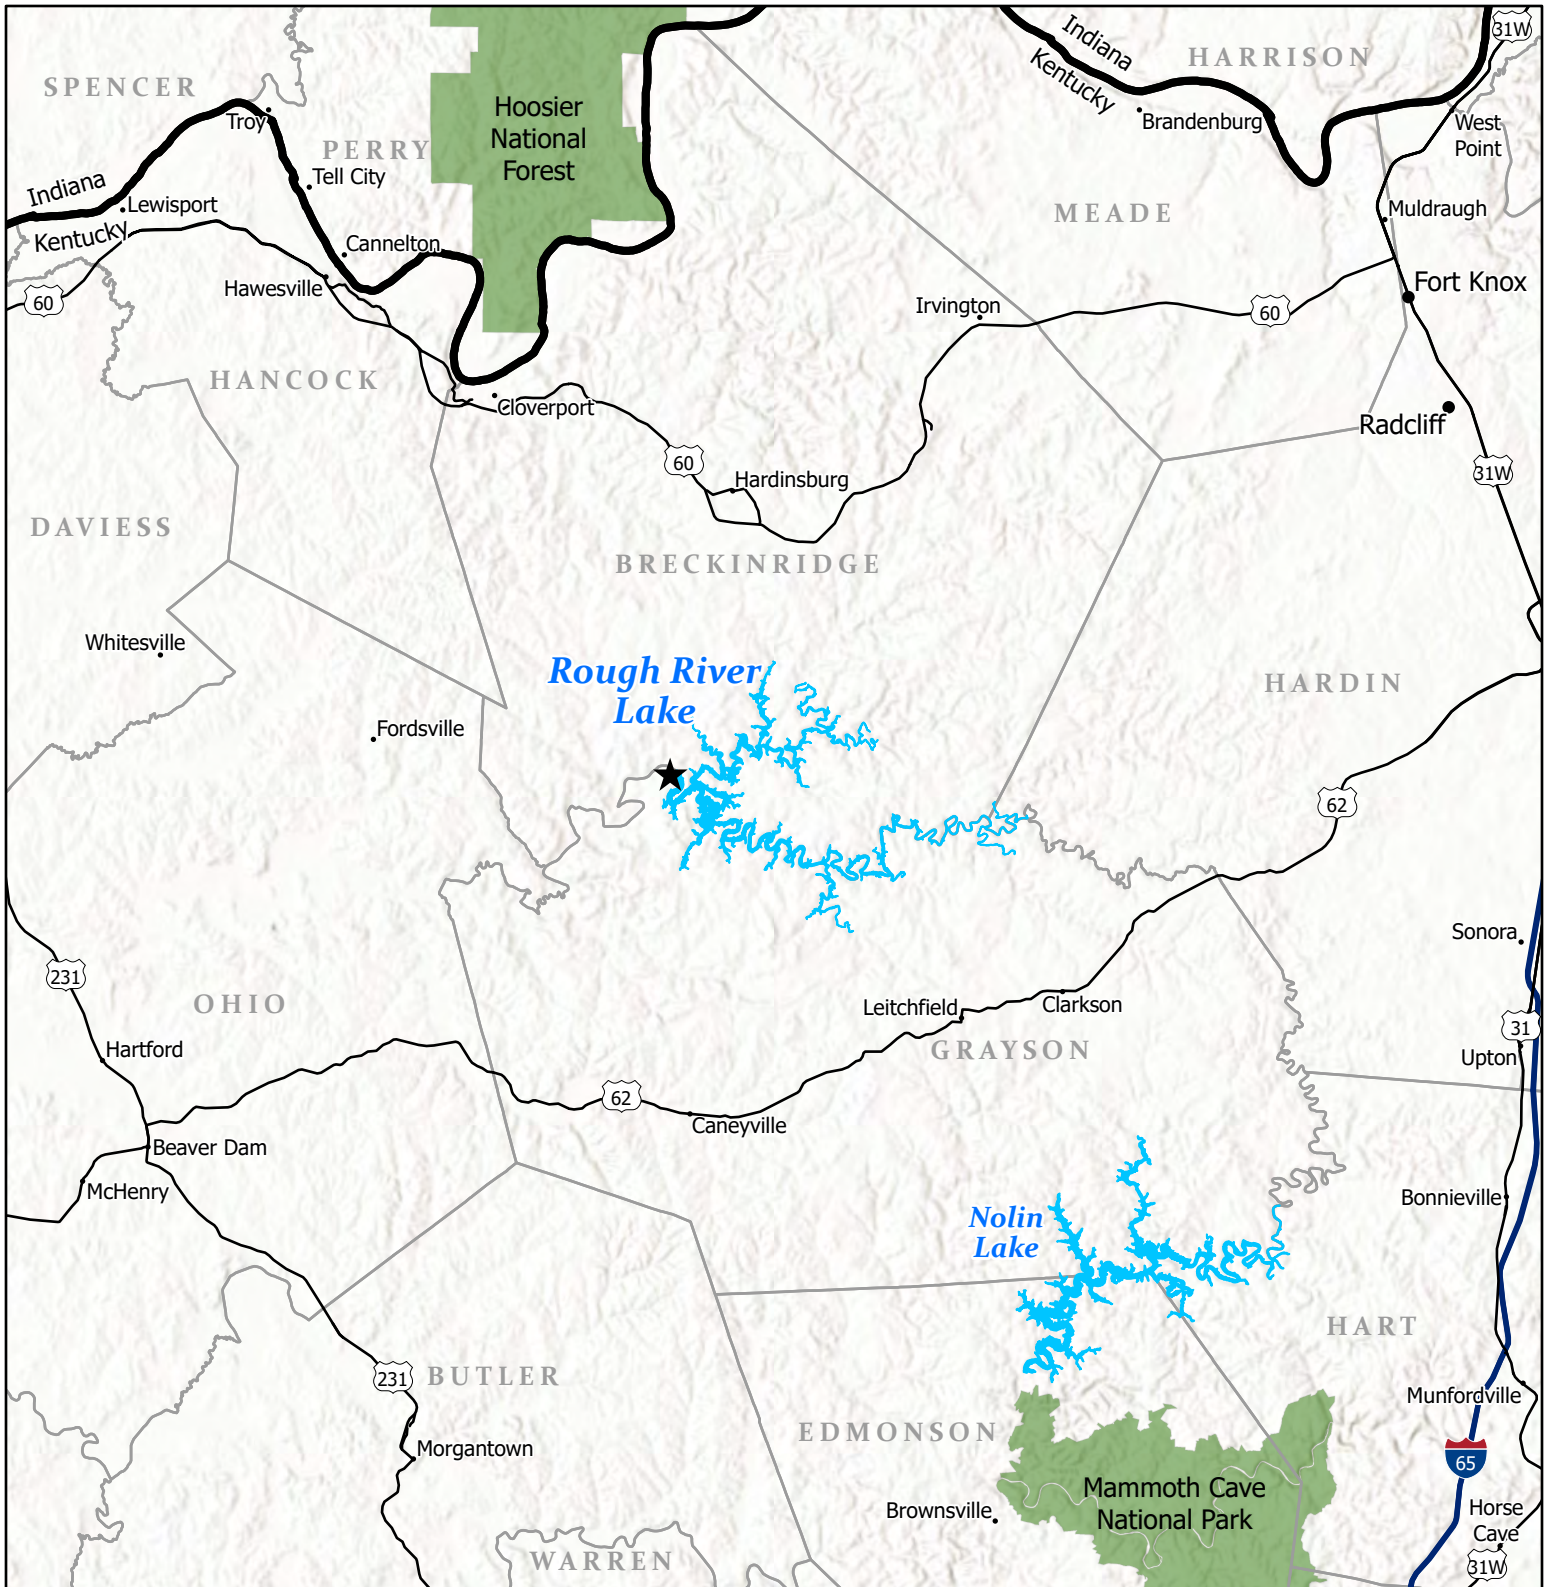 Indiana
Kentucky
HARRISON
31W
SPENCER
Hoosier
National
Forest
Troy
PERRY
Brandenburg
West
Point
Tell City
Indiana
Lewisport
Kentucky
MEADE
Muldraugh
Cannelton
Hawesville
60
Irvington
60
Fort Knox
HANCOCK
Cloverport
Radcliff
60
Hardinsburg
31W
DAVIESS
BRECKINRIDGE
Whitesville
Rough River
Lake
HARDIN
Fordsville
62
Sonora
231
OHIO
Leitchfield
Clarkson
31
Hartford
GRAYSON
Upton
62
Caneyville
Beaver Dam
McHenry
Bonnieville
Nolin
Lake
HART
231
BUTLER
Munfordville
EDMONSON
Morgantown
65
Mammoth Cave
National Park
Brownsville
Horse
Cave
WARREN
31W